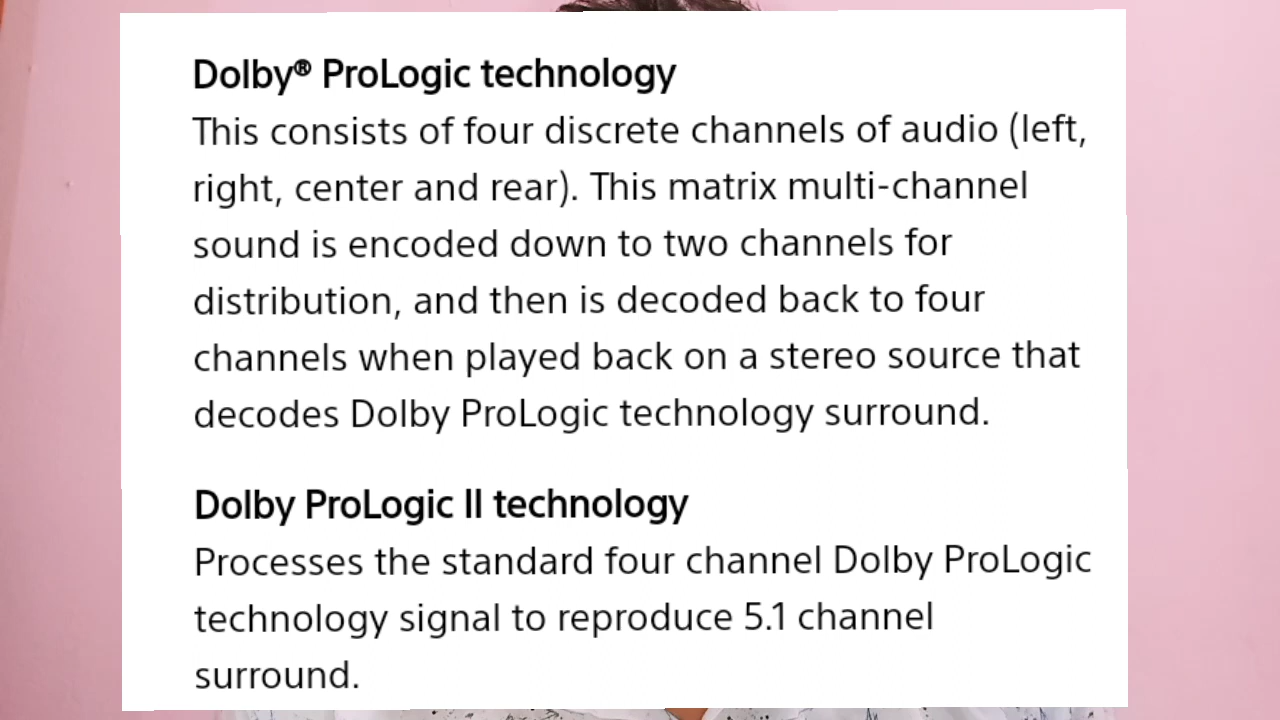 Dolby® ProLogic technology
This consists of four discrete channels of audio (left,
right, center and rear). This matrix multi-channel
sound is encoded down to two channels for
distribution, and then is decoded back to four
channels when played back on a stereo source that
decodes Dolby ProLogic technology surround.
Dolby ProLogic II technology
Processes the standard four channel Dolby ProLogic
technology signal to reproduce 5.1 channel
surround.